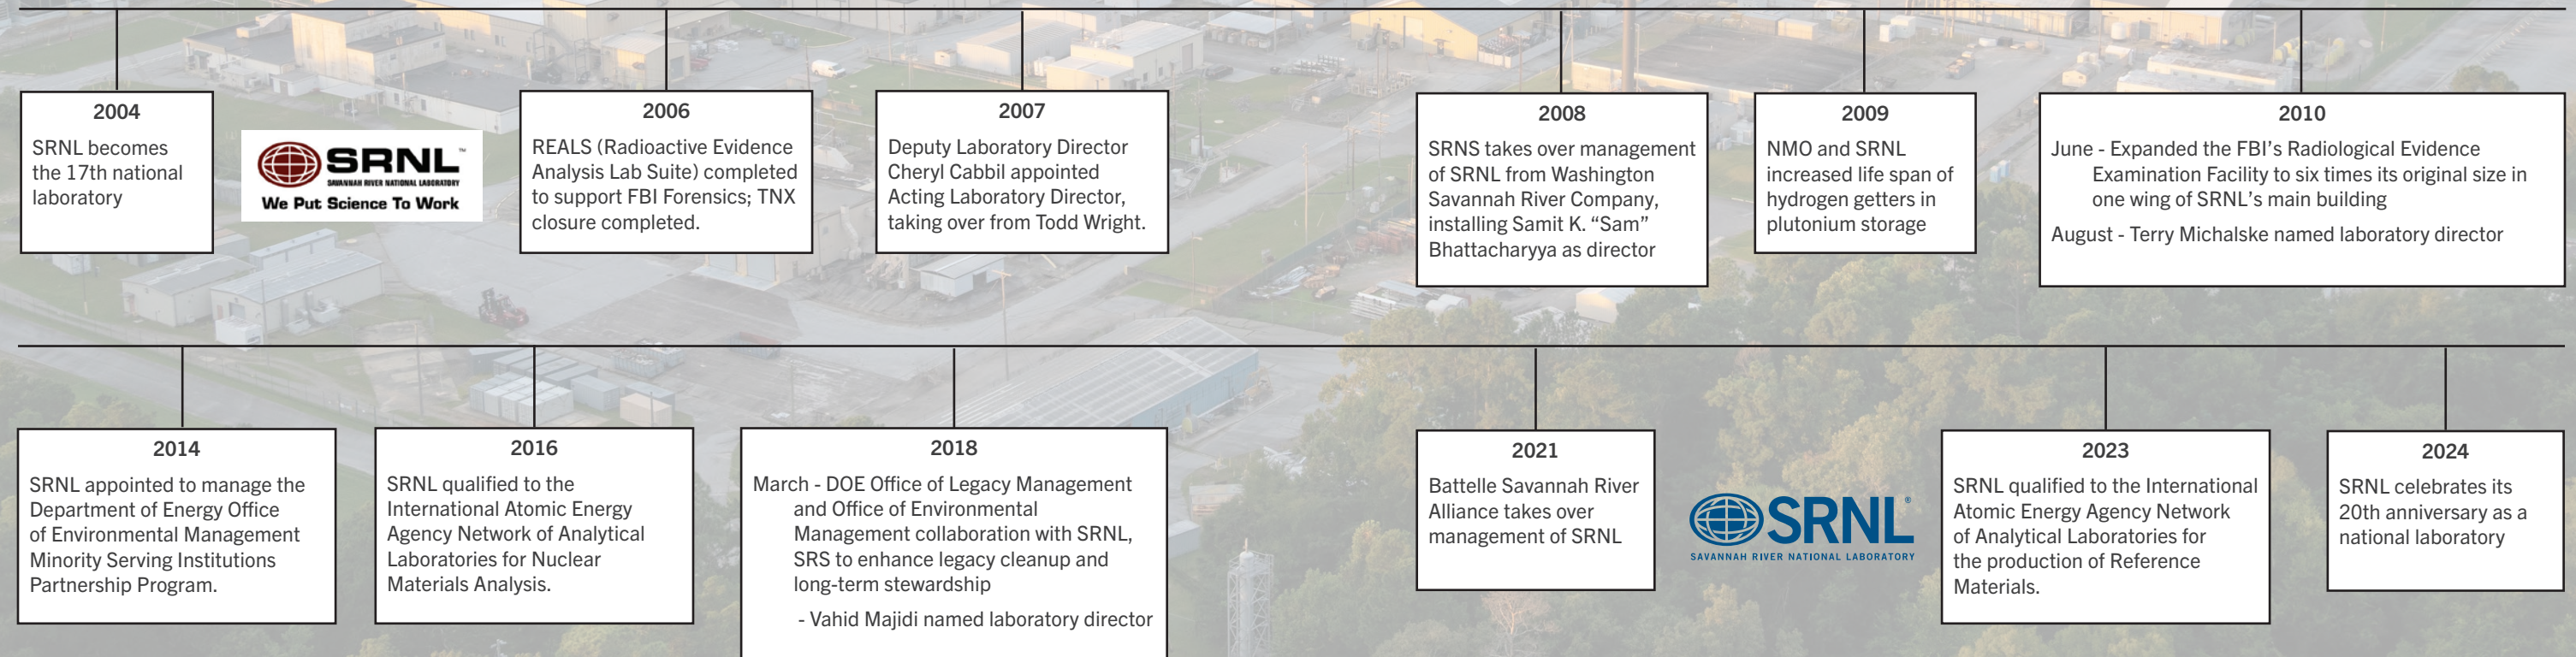 2004
SRNL becomes
the 17th national
laboratory
SRNL™
SAVANNAH RIVER NATIONAL LABORATORY
We Put Science To Work
2006
REALS (Radioactive Evidence
Analysis Lab Suite) completed
to support FBI Forensics; TNX
closure completed.
2007
Deputy Laboratory Director
Cheryl Cabbil appointed
Acting Laboratory Director,
taking over from Todd Wright.
2008
SRNS takes over management
of SRNL from Washington
Savannah River Company,
installing Samit K. “Sam”
Bhattacharyya as director
2009
NMO and SRNL
increased life span of
hydrogen getters in
plutonium storage
2010
June - Expanded the FBI’s Radiological Evidence
Examination Facility to six times its original size in
one wing of SRNL’s main building
August - Terry Michalske named laboratory director
2014
SRNL appointed to manage the
Department of Energy Office
of Environmental Management
Minority Serving Institutions
Partnership Program.
2016
SRNL qualified to the
International Atomic Energy
Agency Network of Analytical
Laboratories for Nuclear
Materials Analysis.
2018
March - DOE Office of Legacy Management
and Office of Environmental
Management collaboration with SRNL,
SRS to enhance legacy cleanup and
long-term stewardship
- Vahid Majidi named laboratory director
2021
Battelle Savannah River
Alliance takes over
management of SRNL
SRNL®
SAVANNAH RIVER NATIONAL LABORATORY
2023
SRNL qualified to the International
Atomic Energy Agency Network
of Analytical Laboratories for
the production of Reference
Materials.
2024
SRNL celebrates its
20th anniversary as a
national laboratory